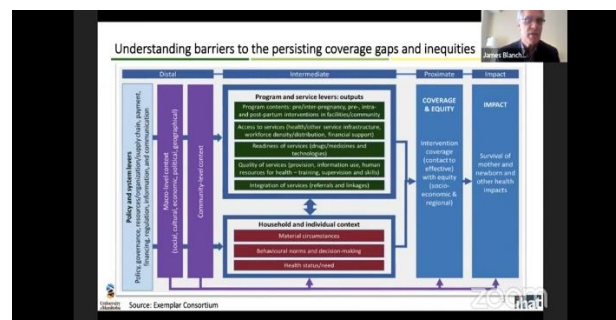 Understanding barriers to the persisting coverage gaps and inequities
James Blanch...
Distal
Intermediate
Proximate
Impact
Policy and system levers:
Policy, governance, resources/organization/supply chain, payment,
financing, regulation, information, and communication
Macro-level context
(social, cultural, economic, political, geographical)
Community-level context
Program and service levers: outputs
Program contents: pre/inter-pregnancy, pre-, intra-
and post-partum interventions in facilities/community
Access to services (health/other service infrastructure,
workforce density/distribution, financial support)
Readiness of services (drugs/medicines and
technologies)
Quality of services (provision, information use, human
resources for health – training, supervision and skills)
Integration of services (referrals and linkages)
Household and individual context
Material circumstances
Behavioural norms and decision-making
Health status/need
COVERAGE
& EQUITY
Intervention
coverage
(contact to
effective)
with equity
(socio-
economic &
regional)
IMPACT
Survival of
mother and
newborn and
other health
impacts
University
of Manitoba
Source: Exemplar Consortium
zoom